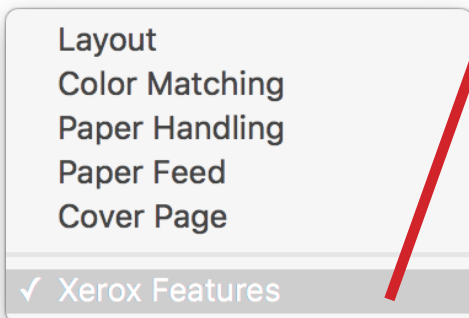 Layout
Color Matching
Paper Handling
Paper Feed
Cover Page
✓ Xerox Features